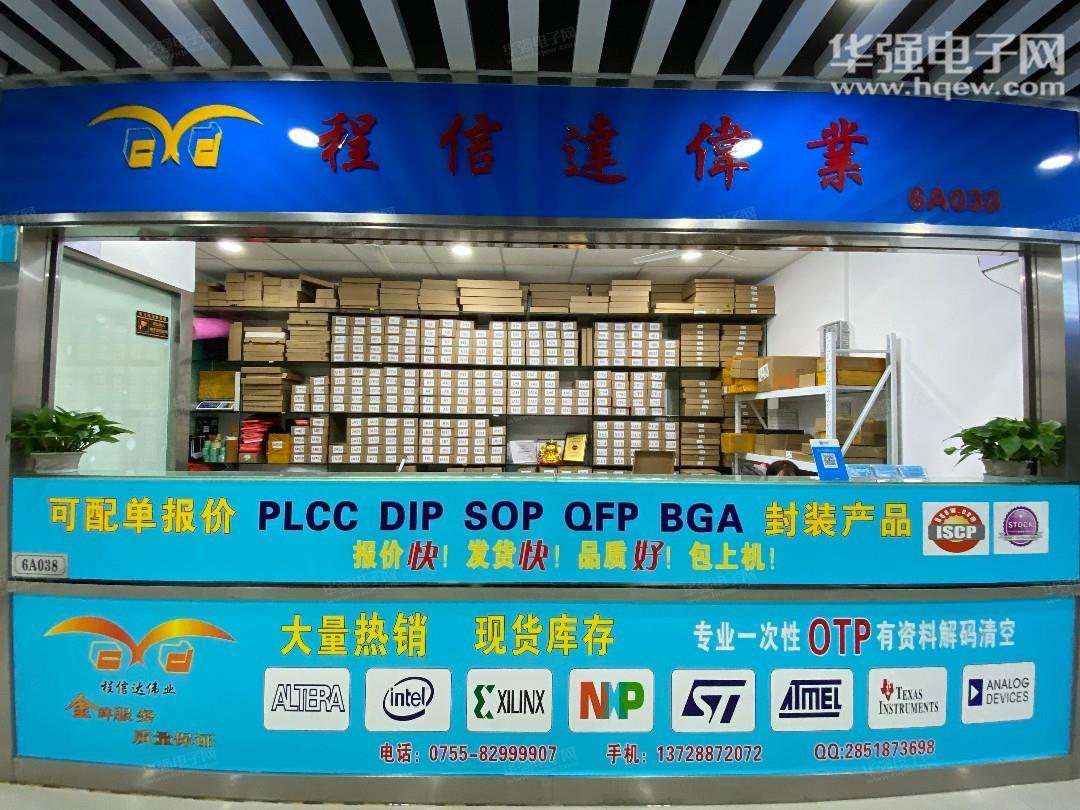 华强电子网
www.hqew.com
程信達偉業
6A038
可配单报价 PLCC DIP SOP QFP BGA 封装产品
ISCP
STOCK
报价快! 发货快! 品质好! 包上机!
6A038
大量热销 现货库存 专业一次性OTP有资料解码清空
程信达伟业
金牌服务
质量保证
ALTERA intel XILINX NXP ST ATMEL TEXAS INSTRUMENTS ANALOG DEVICES
电话：0755-82999907 手机：13728872072 QQ:2851873698